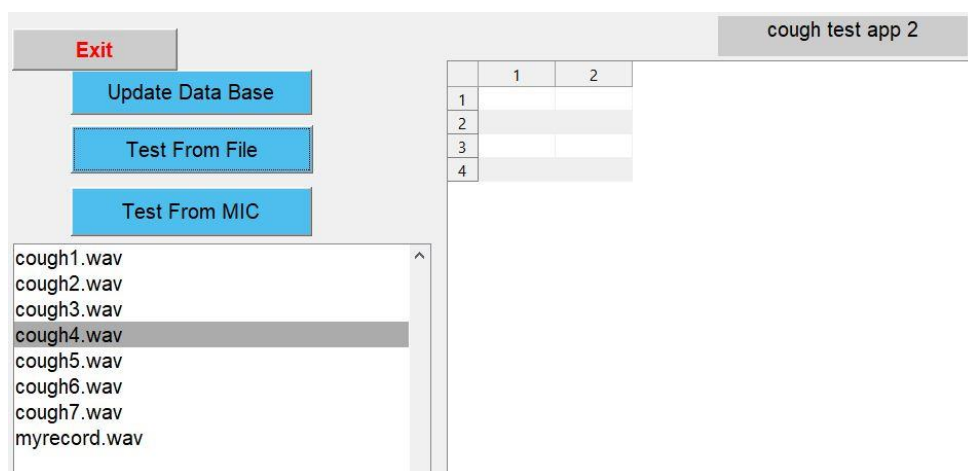 cough test app 2
Exit
Update Data Base
Test From File
Test From MIC
1 2
1
2
3
4
cough1.wav
cough2.wav
cough3.wav
cough4.wav
cough5.wav
cough6.wav
cough7.wav
myrecord.wav